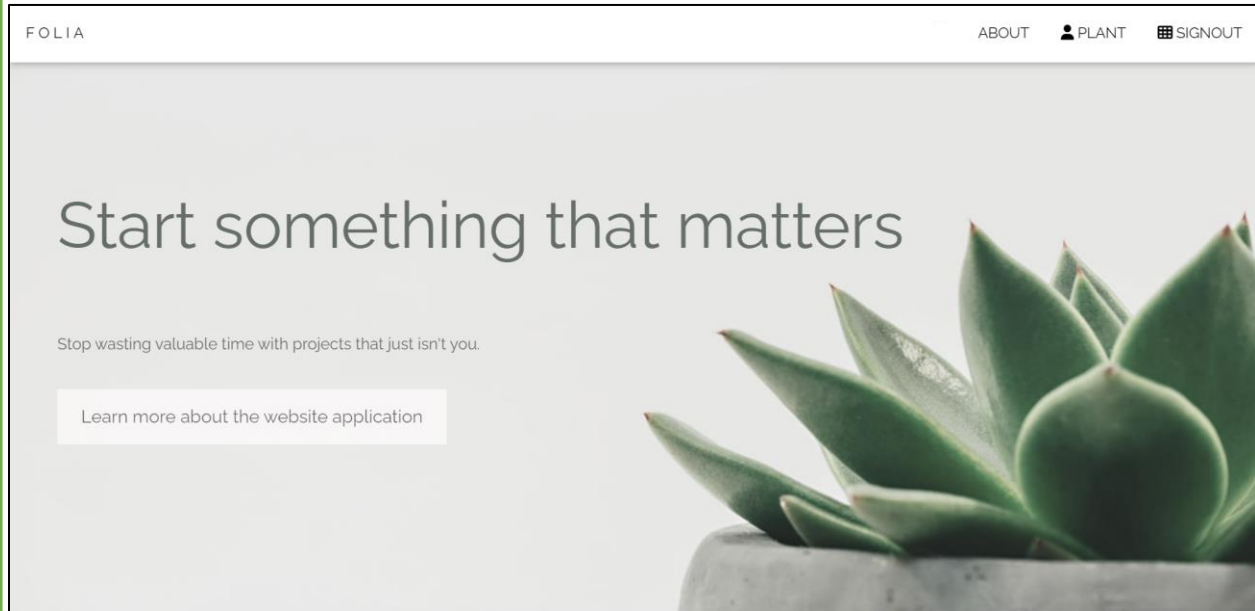 FOLIA
ABOUT PLANT SIGNOUT
Start something that matters
Stop wasting valuable time with projects that just isn't you.
Learn more about the website application